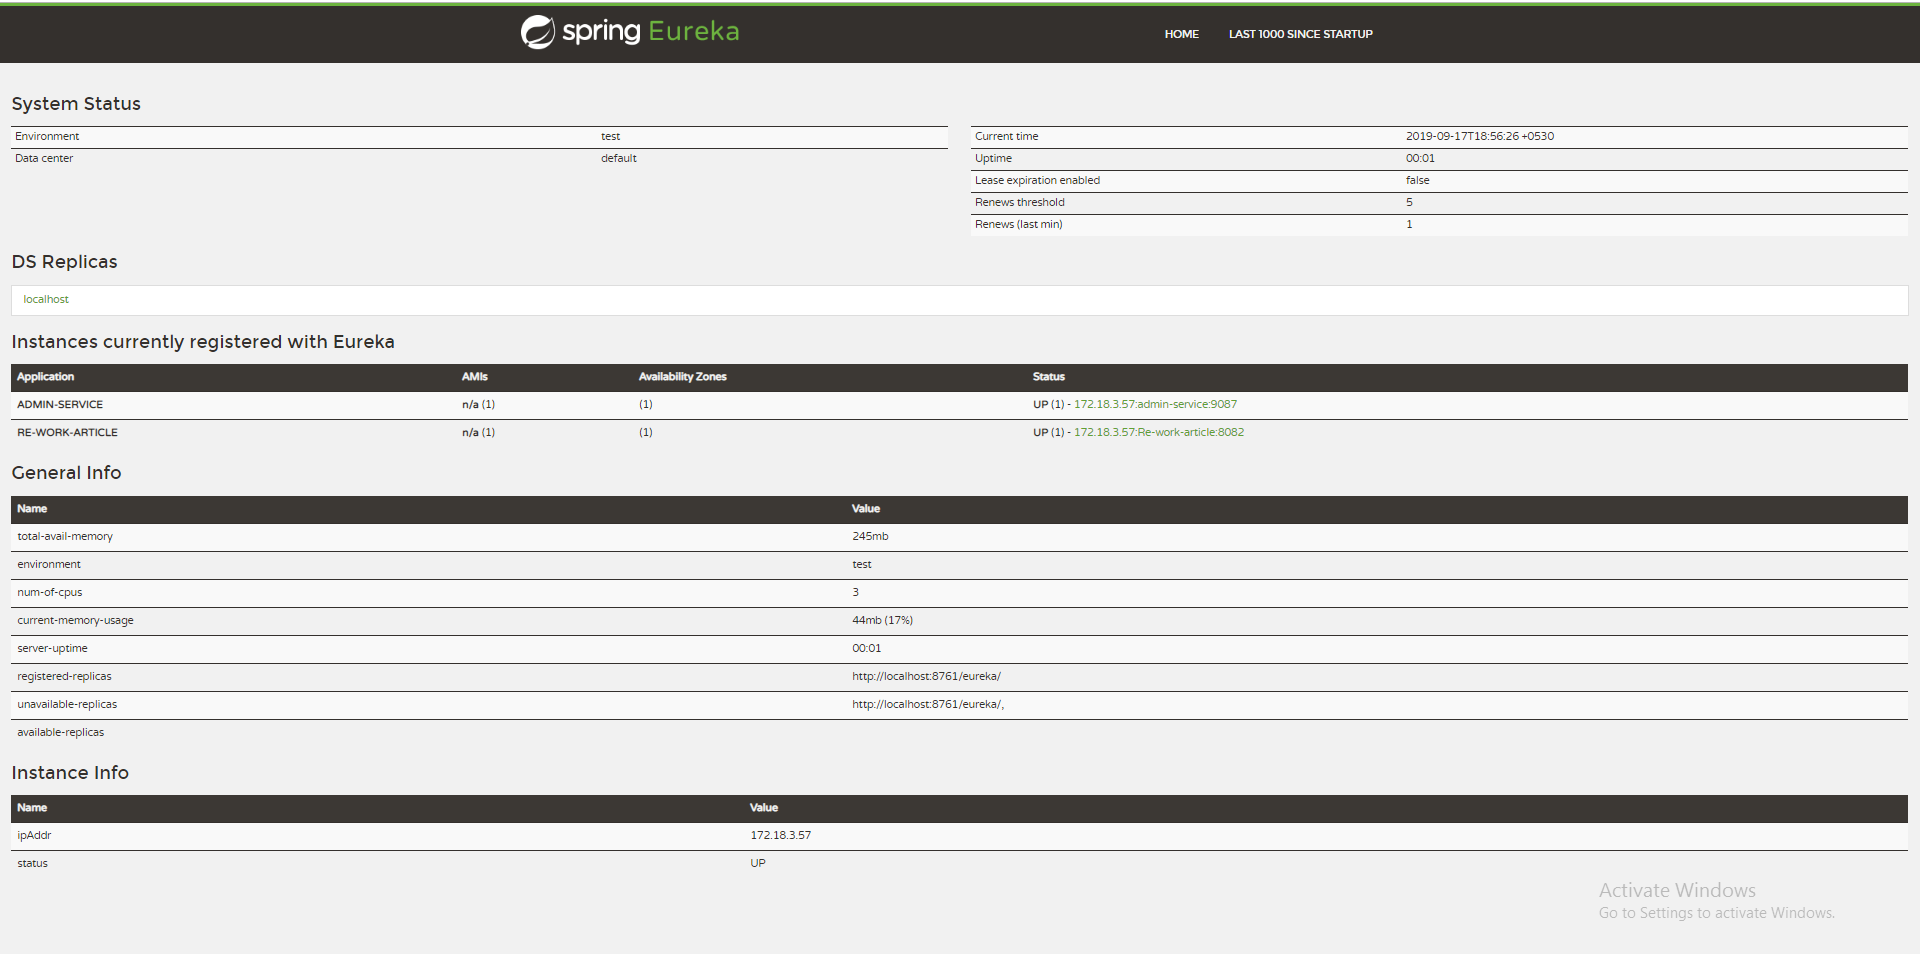 spring Eureka
HOME LAST 1000 SINCE STARTUP
System Status
Environment test
Data center default
Current time 2019-09-17T18:56:26 +0530
Uptime 00:01
Lease expiration enabled false
Renews threshold 5
Renews (last min) 1
DS Replicas
localhost
Instances currently registered with Eureka
Application AMIs Availability Zones Status
ADMIN-SERVICE n/a (1) (1) UP (1) - 172.18.3.57:admin-service:9087
RE-WORK-ARTICLE n/a (1) (1) UP (1) - 172.18.3.57:Re-work-article:8082
General Info
Name Value
total-avail-memory 245mb
environment test
num-of-cpus 3
current-memory-usage 44mb (17%)
server-uptime 00:01
registered-replicas http://localhost:8761/eureka/
unavailable-replicas http://localhost:8761/eureka/,
available-replicas
Instance Info
Name Value
ipAddr 172.18.3.57
status UP
Activate Windows
Go to Settings to activate Windows.